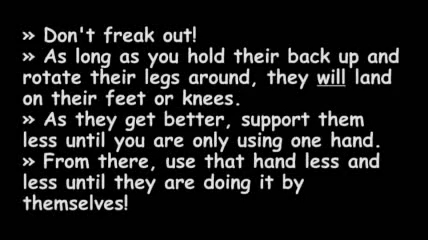 » Don't freak out!
» As long as you hold their back up and
rotate their legs around, they will land
on their feet or knees.
» As they get better, support them
less until you are only using one hand.
» From there, use that hand less and
less until they are doing it by
themselves!